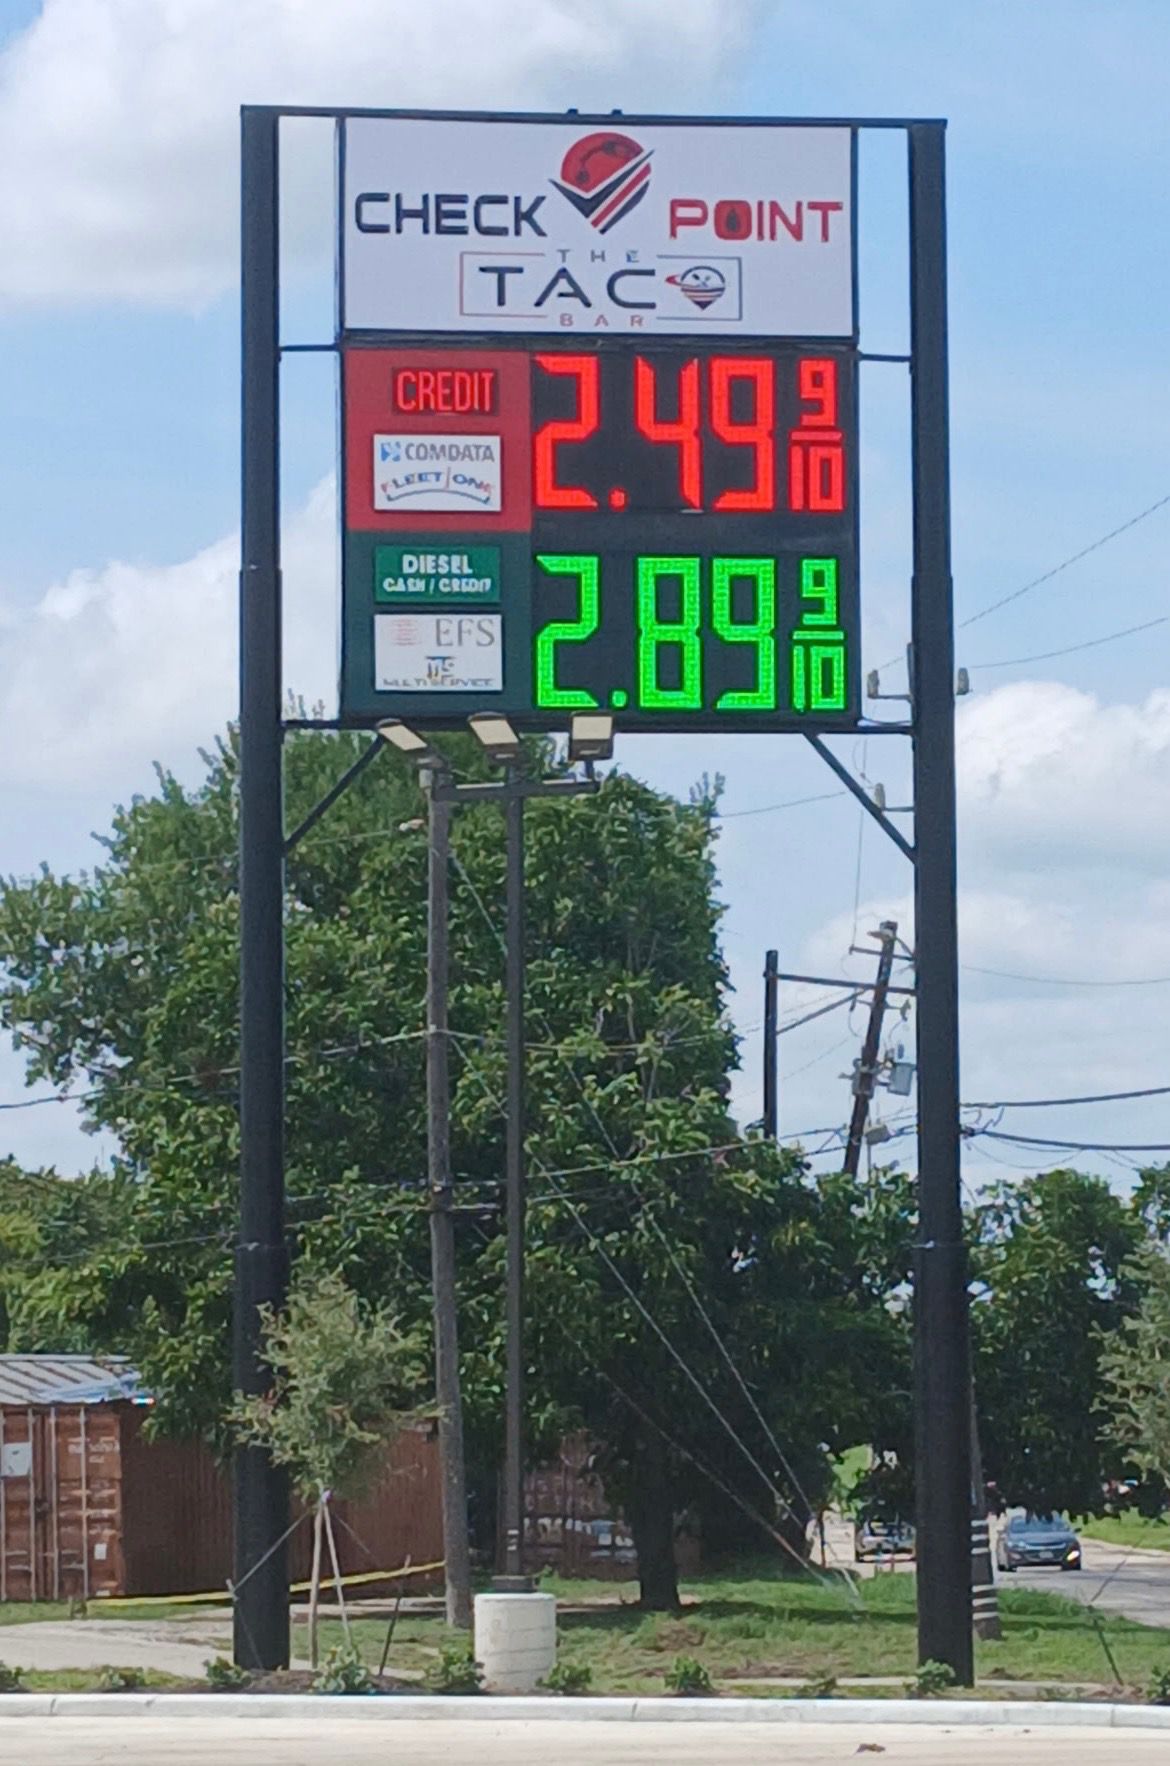 CHECK POINT
THE
TACO
BAR
CREDIT
2.49 9/10
COMDATA
FLEET ONE
DIESEL
CASH / CREDIT
2.89 9/10
EFS
MS
MULTI SERVICE